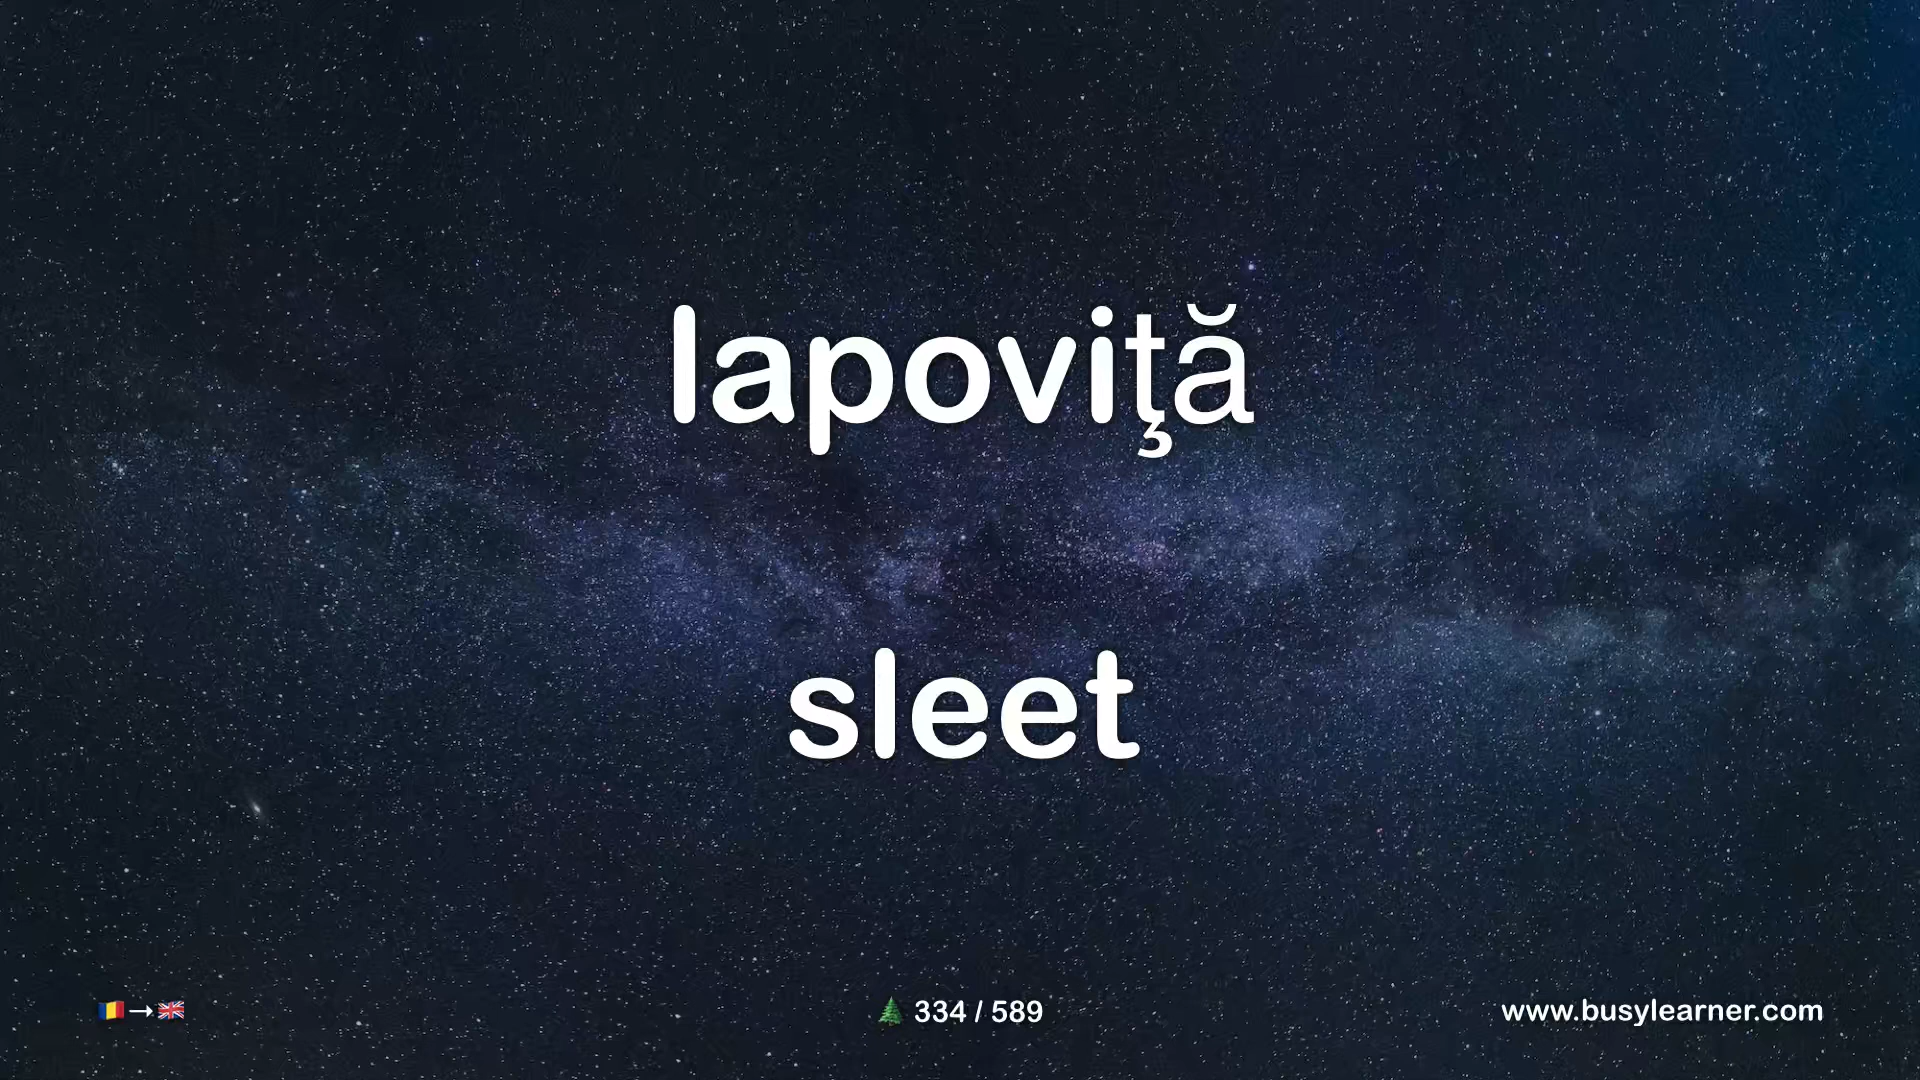 lapoviţă
sleet
🇷🇴→🇬🇧
🌲 334 / 589
www.busylearner.com